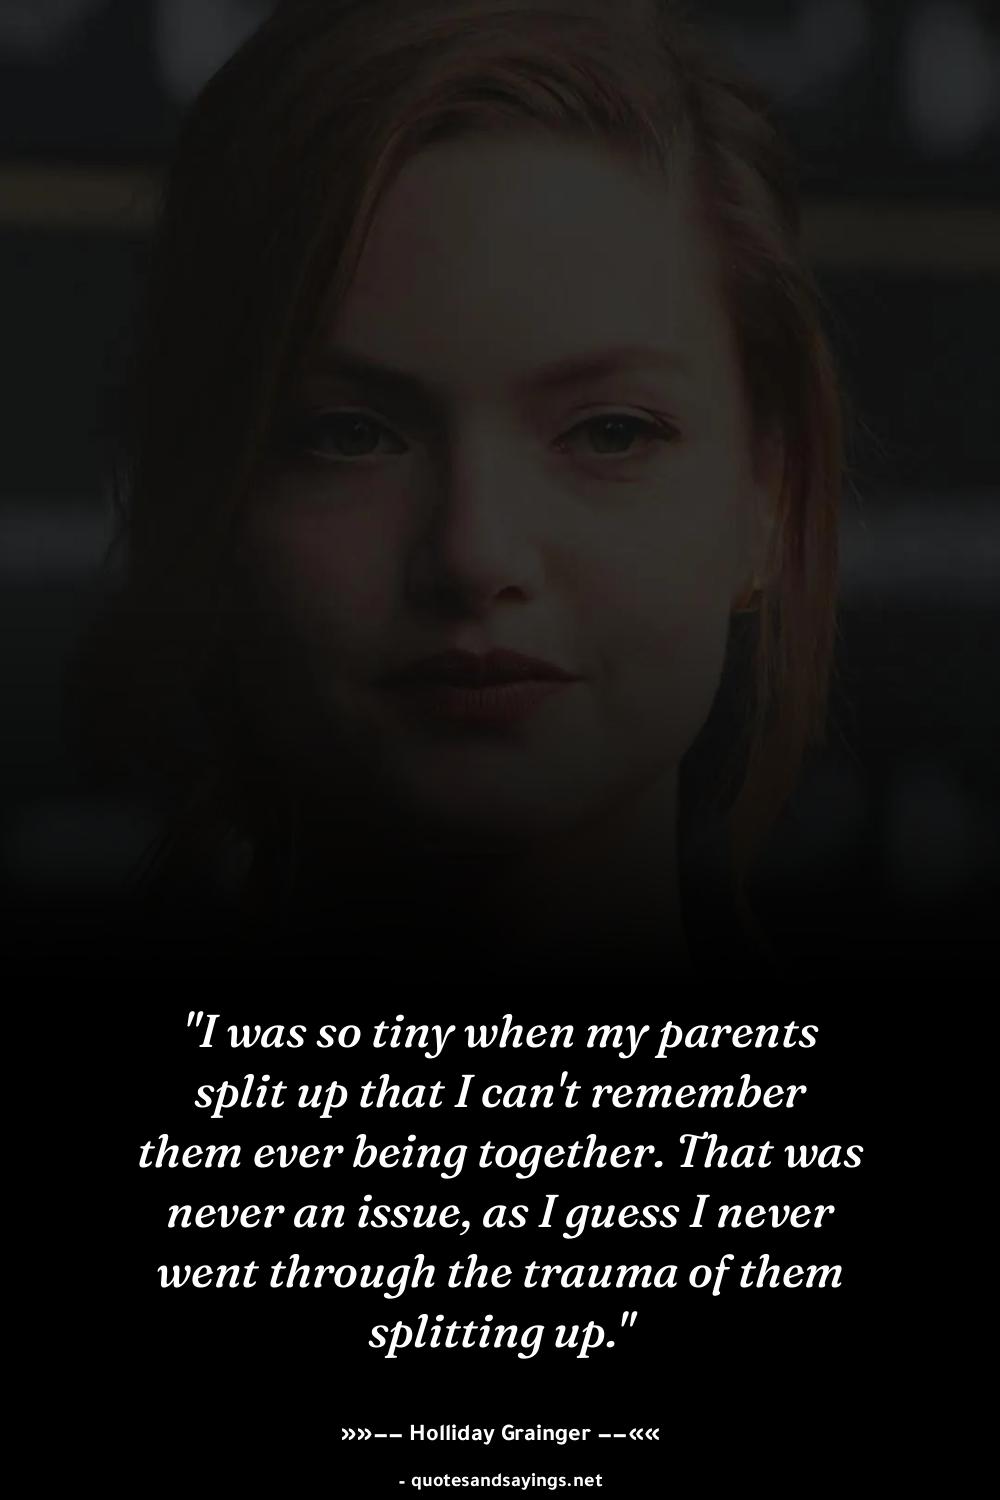 "I was so tiny when my parents
split up that I can't remember
them ever being together. That was
never an issue, as I guess I never
went through the trauma of them
splitting up."
»»–– Holliday Grainger ––««
- quotesandsayings.net